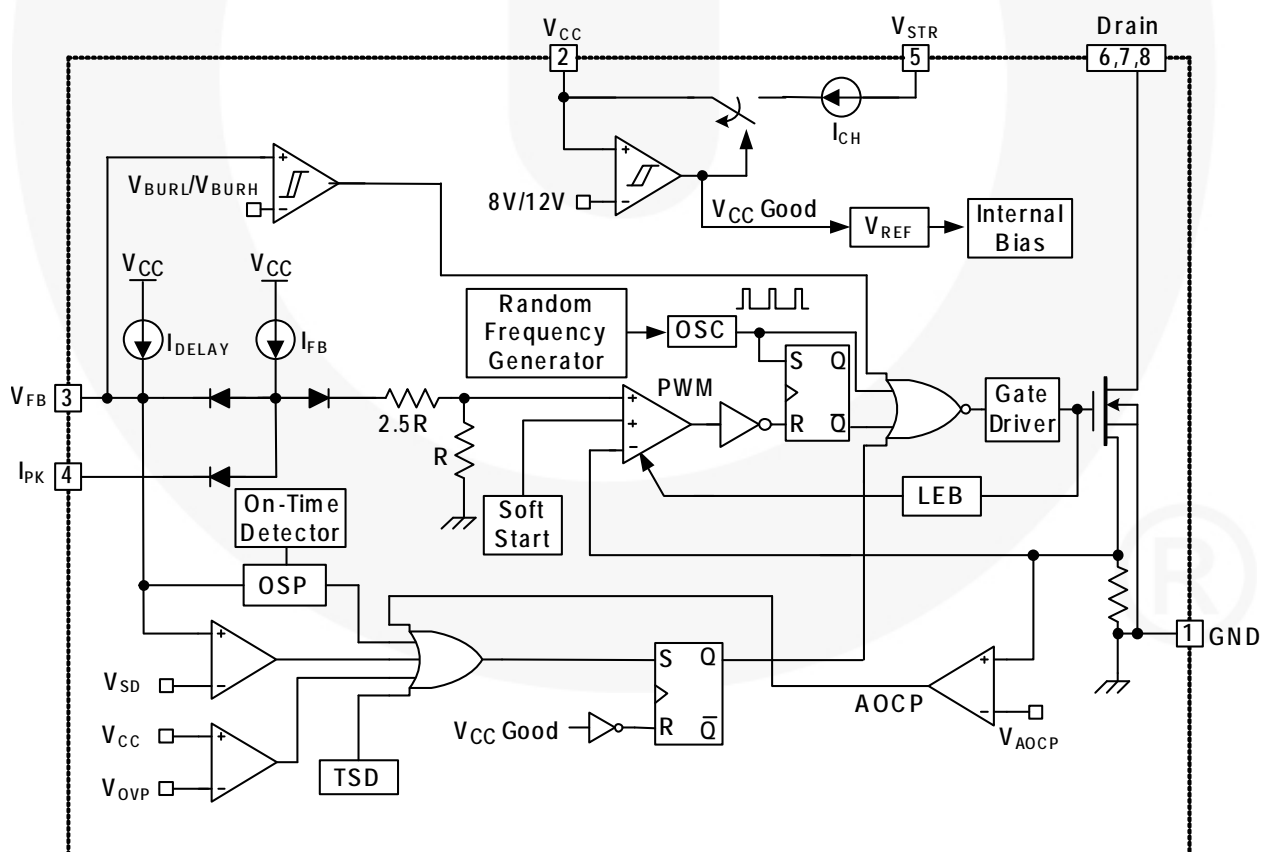 VCC
VSTR
Drain
2
5
6,7,8
ICH
+
VBURL/VBURH
-
+
8V/12V
-
VCC Good
VREF
Internal
Bias
VCC
VCC
IDELAY
IFB
Random
Frequency
Generator
OSC
S Q
R Q
VFB 3
2.5R
R
PWM
+
+
-
Gate
Driver
IPK 4
LEB
Soft
Start
On-Time
Detector
OSP
+
VSD
-
VCC
+
VOVP
-
TSD
S Q
R Q
VCC Good
AOCP
+
-
VAOCP
1 GND
®